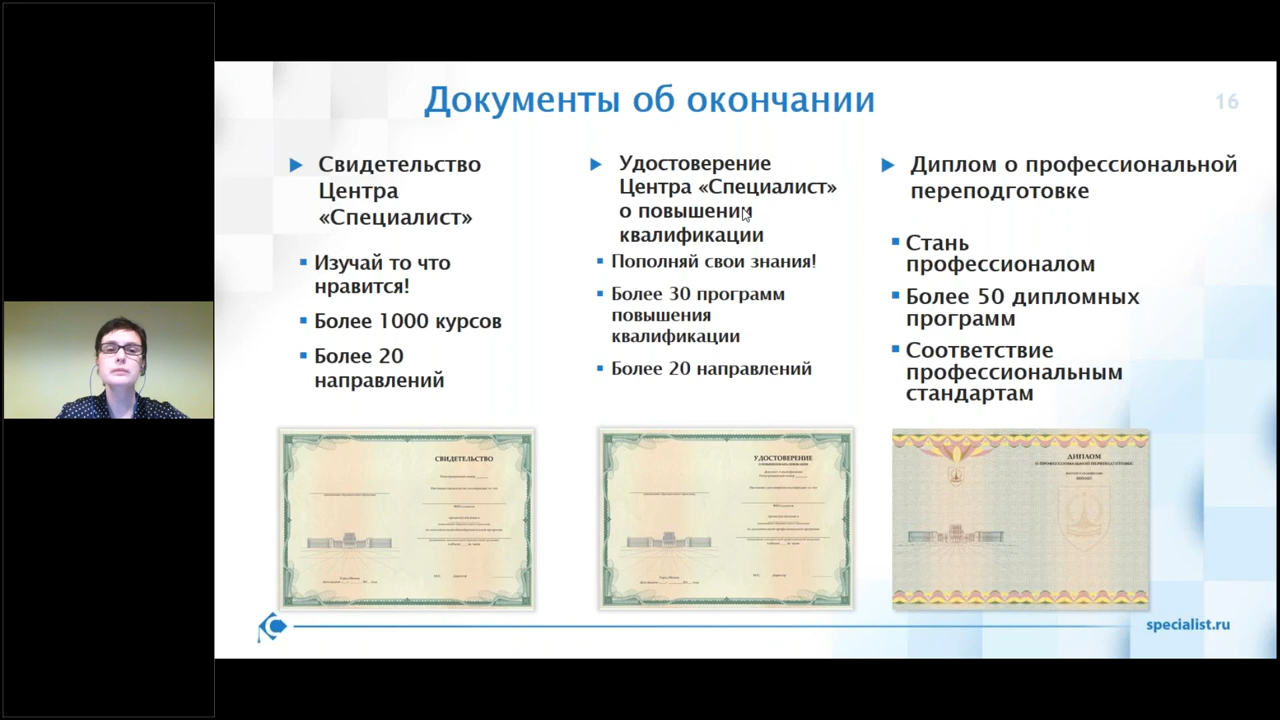 Документы об окончании
16
Свидетельство
Центра
«Специалист»
Изучай то что
нравится!
Более 1000 курсов
Более 20
направлений
Удостоверение
Центра «Специалист»
о повышении
квалификации
Пополняй свои знания!
Более 30 программ
повышения
квалификации
Более 20 направлений
Диплом о профессиональной
переподготовке
Стань
профессионалом
Более 50 дипломных
программ
Соответствие
профессиональным
стандартам
СВИДЕТЕЛЬСТВО
УДОСТОВЕРЕНИЕ
О ПОВЫШЕНИИ КВАЛИФИКАЦИИ
ДИПЛОМ
О ПРОФЕССИОНАЛЬНОЙ ПЕРЕПОДГОТОВКЕ
specialist.ru